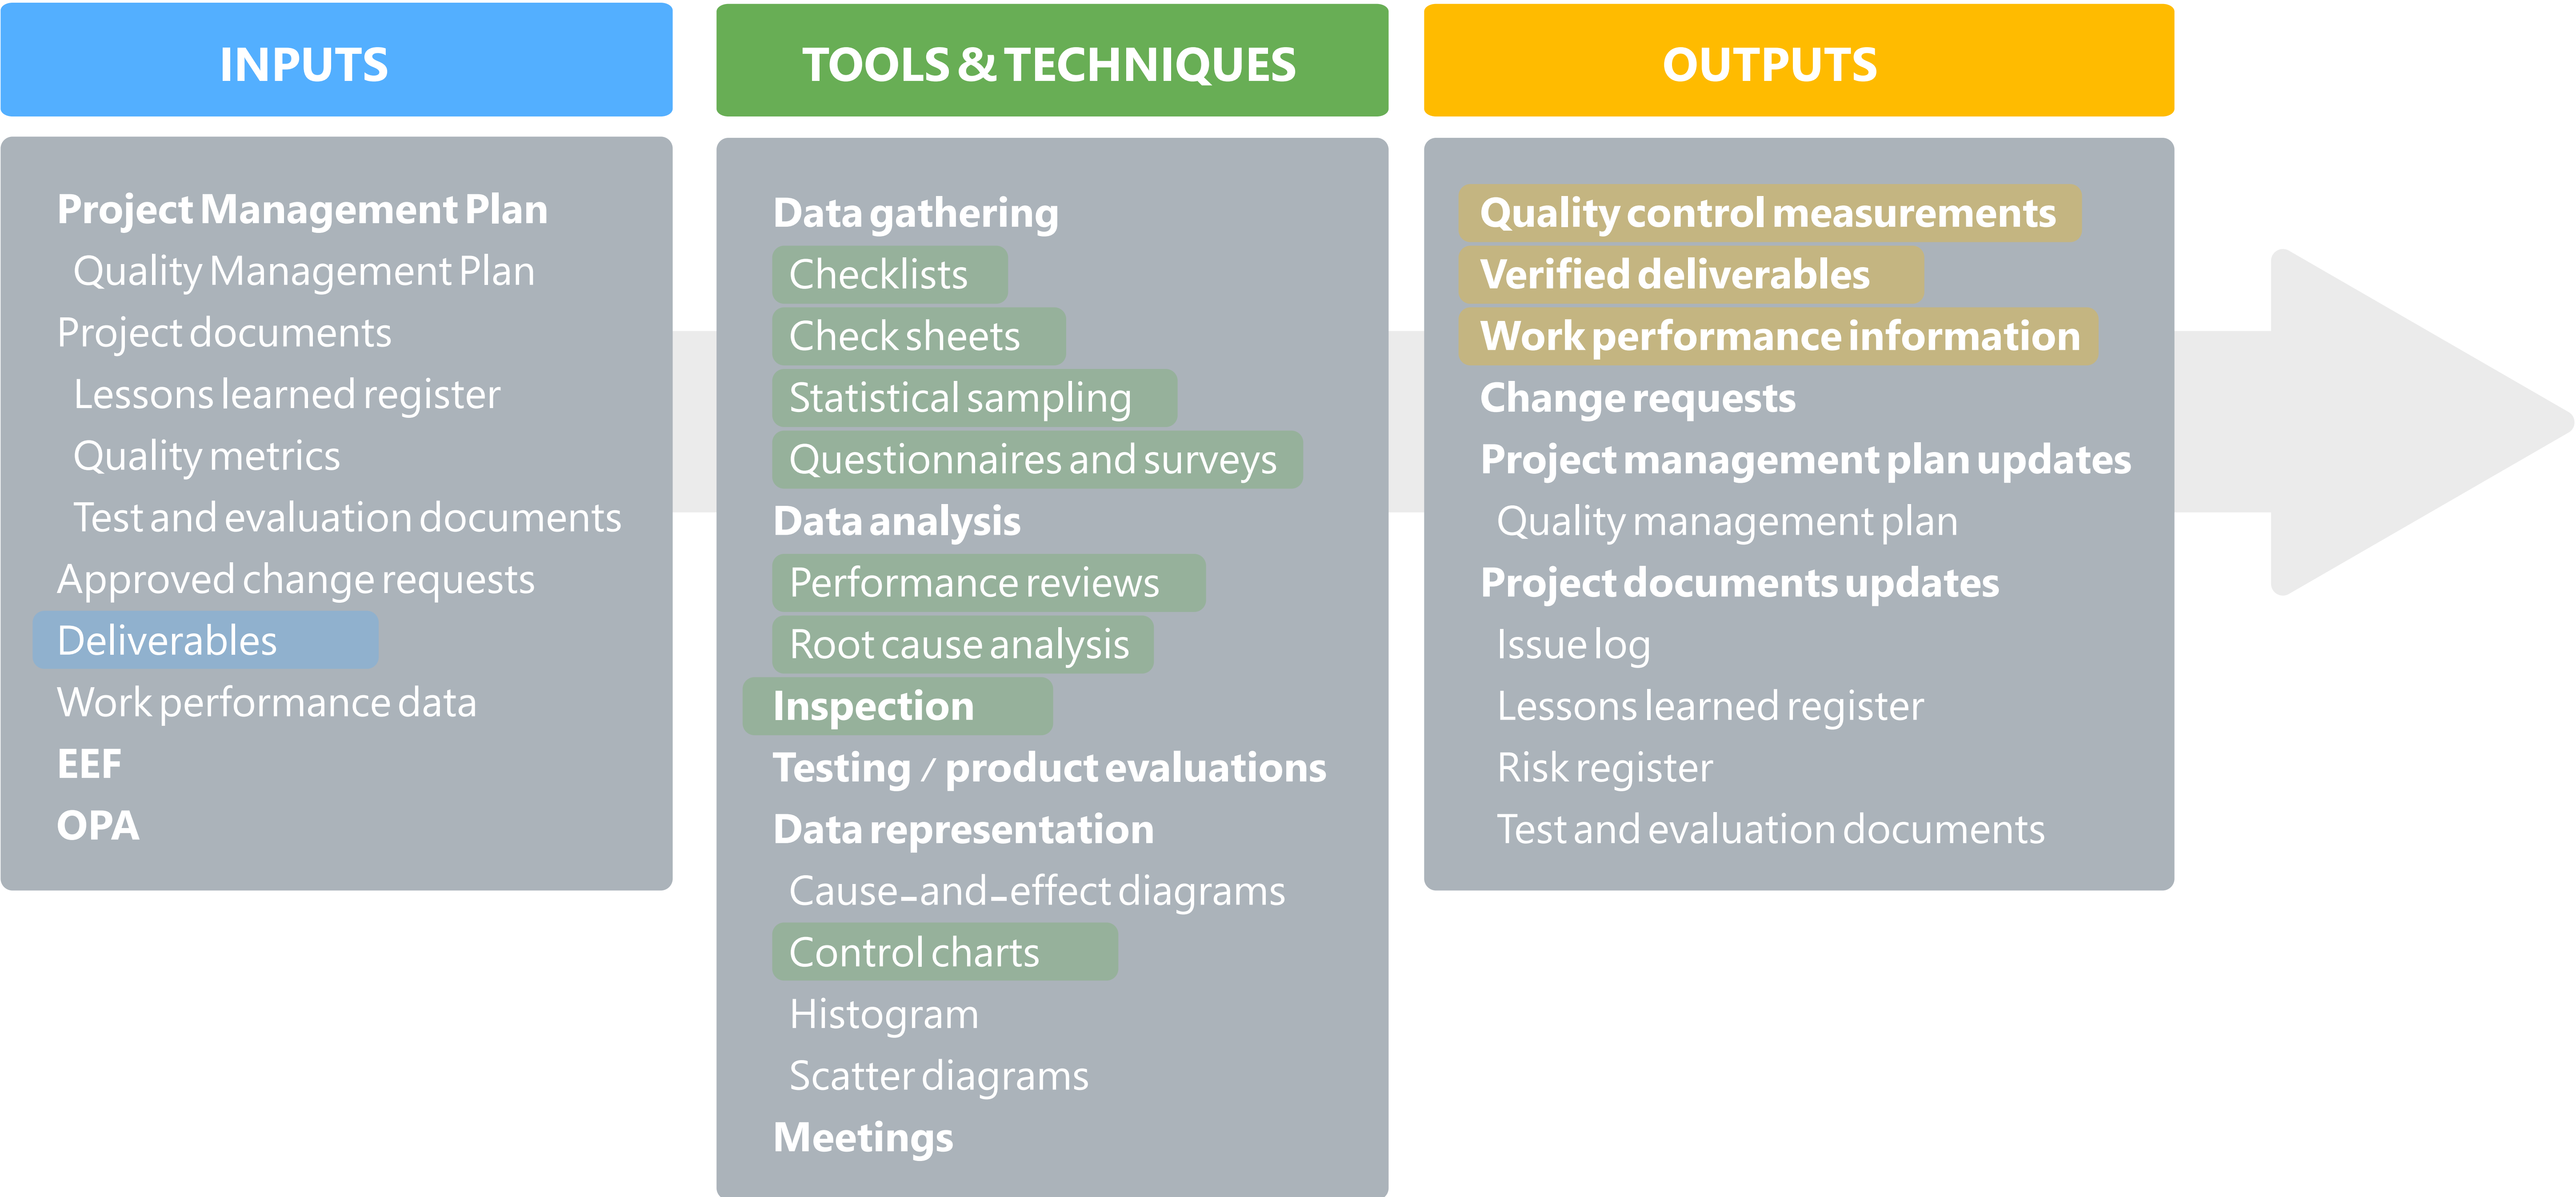 INPUTS
Project Management Plan
Quality Management Plan
Project documents
Lessons learned register
Quality metrics
Test and evaluation documents
Approved change requests
Deliverables
Work performance data
EEF
OPA
TOOLS & TECHNIQUES
Data gathering
Checklists
Check sheets
Statistical sampling
Questionnaires and surveys
Data analysis
Performance reviews
Root cause analysis
Inspection
Testing / product evaluations
Data representation
Cause-and-effect diagrams
Control charts
Histogram
Scatter diagrams
Meetings
OUTPUTS
Quality control measurements
Verified deliverables
Work performance information
Change requests
Project management plan updates
Quality management plan
Project documents updates
Issue log
Lessons learned register
Risk register
Test and evaluation documents